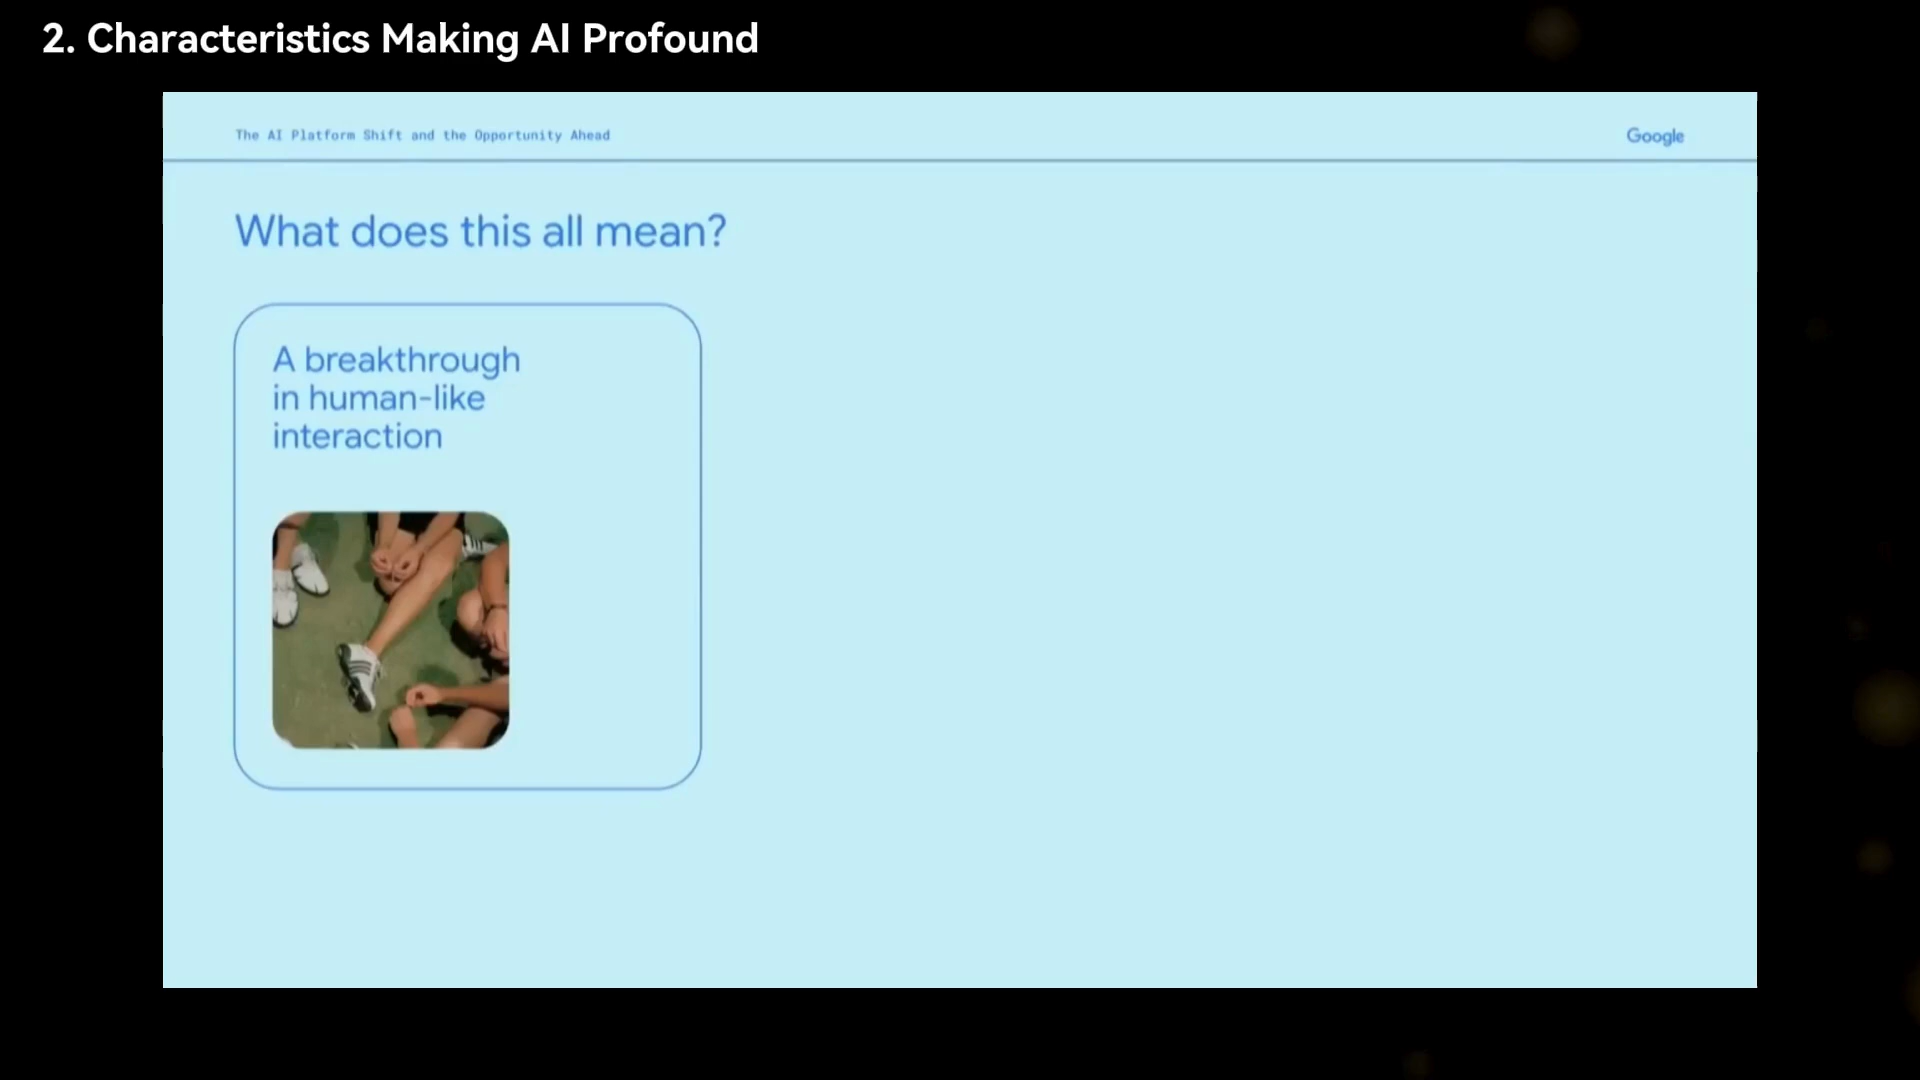 2. Characteristics Making AI Profound
The AI Platform Shift and the Opportunity Ahead
Google
What does this all mean?
A breakthrough
in human-like
interaction